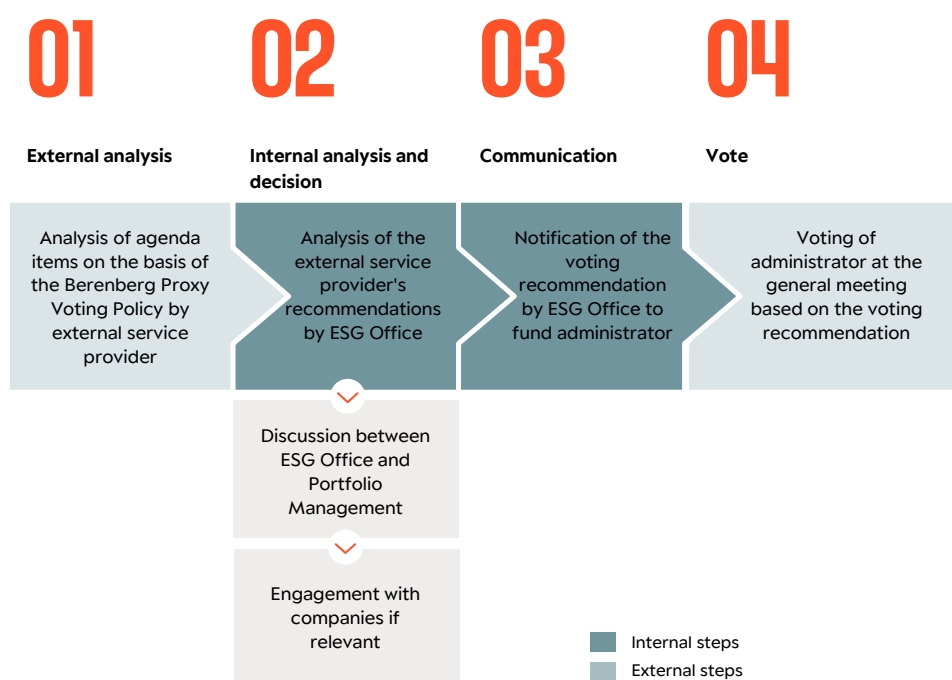 01
02
03
04
External analysis
Internal analysis and
decision
Communication
Vote
Analysis of agenda
items on the basis of
the Berenberg Proxy
Voting Policy by
external service
provider
Analysis of the
external service
provider's
recommendations
by ESG Office
Notification of the
voting
recommendation
by ESG Office to
fund administrator
Voting of
administrator at the
general meeting
based on the voting
recommendation
Discussion between
ESG Office and
Portfolio
Management
Engagement with
companies if
relevant
Internal steps
External steps